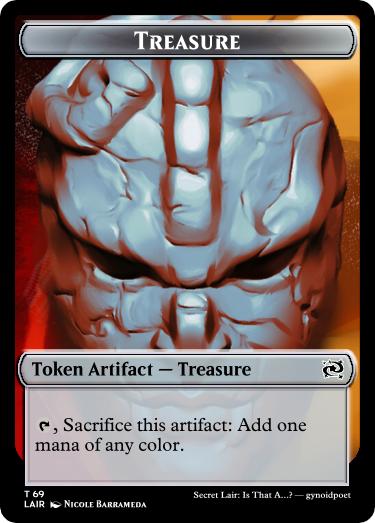 TREASURE
Token Artifact — Treasure
, Sacrifice this artifact: Add one
mana of any color.
T 69
LAIR NICOLE BARRAMEDA
Secret Lair: Is That A...? — gynoidpoet